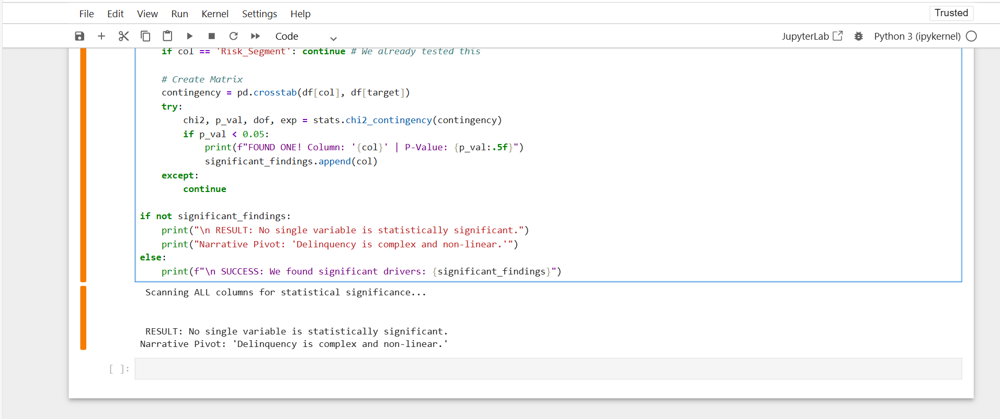 File Edit View Run Kernel Settings Help Trusted
Code JupyterLab Python 3 (ipykernel)
if col == 'Risk_Segment': continue # We already tested this
# Create Matrix
contingency = pd.crosstab(df[col], df[target])
try:
chi2, p_val, dof, exp = stats.chi2_contingency(contingency)
if p_val < 0.05:
print(f"FOUND ONE! Column: '{col}' | P-Value: {p_val:.5f}")
significant_findings.append(col)
except:
continue
if not significant_findings:
print("\n RESULT: No single variable is statistically significant.")
print("Narrative Pivot: 'Delinquency is complex and non-linear.'")
else:
print(f"\n SUCCESS: We found significant drivers: {significant_findings}")
Scanning ALL columns for statistical significance...
RESULT: No single variable is statistically significant.
Narrative Pivot: 'Delinquency is complex and non-linear.'
[ ]: